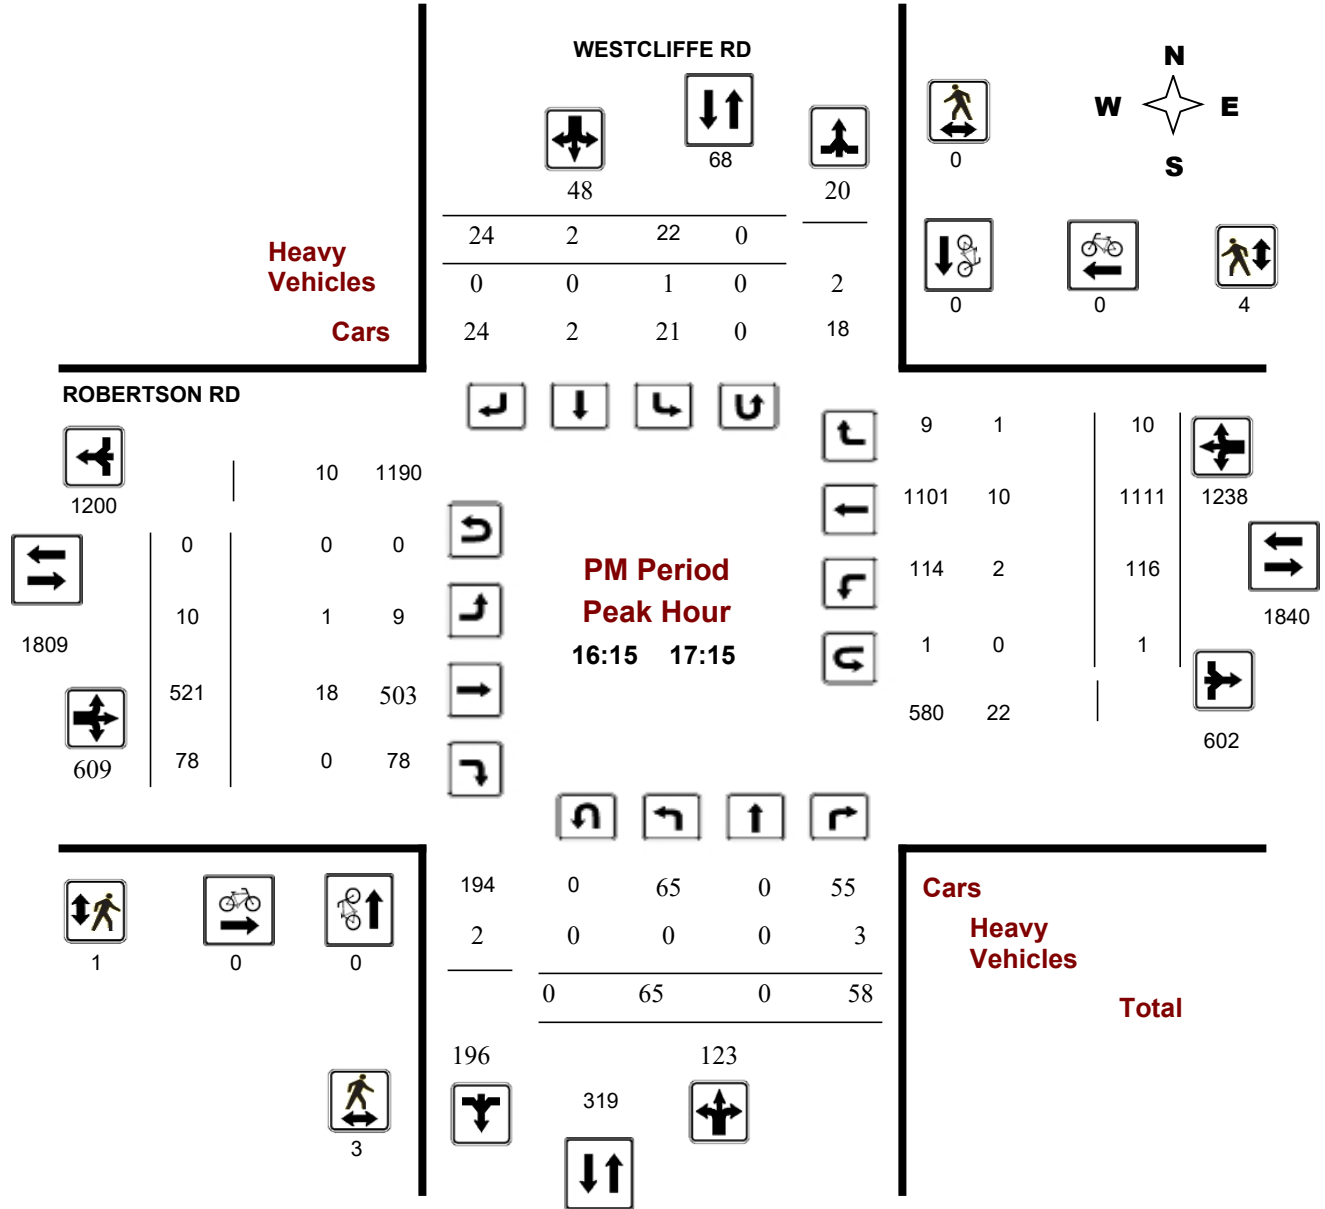 WESTCLIFFE RD
N
W E
S
48
68
20
0
24 2 22 0
Heavy
Vehicles
0 0 1 0 2
Cars
24 2 21 0 18
0 0 4
ROBERTSON RD
1200
10 1190
0 0 0
10 1 9
1809
521 18 503
609
78 0 78
PM Period
Peak Hour
16:15 17:15
9 1 10
1101 10 1111
1238
114 2 116
1840
1 0 1
580 22
602
194 0 65 0 55
2 0 0 0 3
0 65 0 58
Cars
Heavy
Vehicles
Total
1 0 0
196 123
319
3